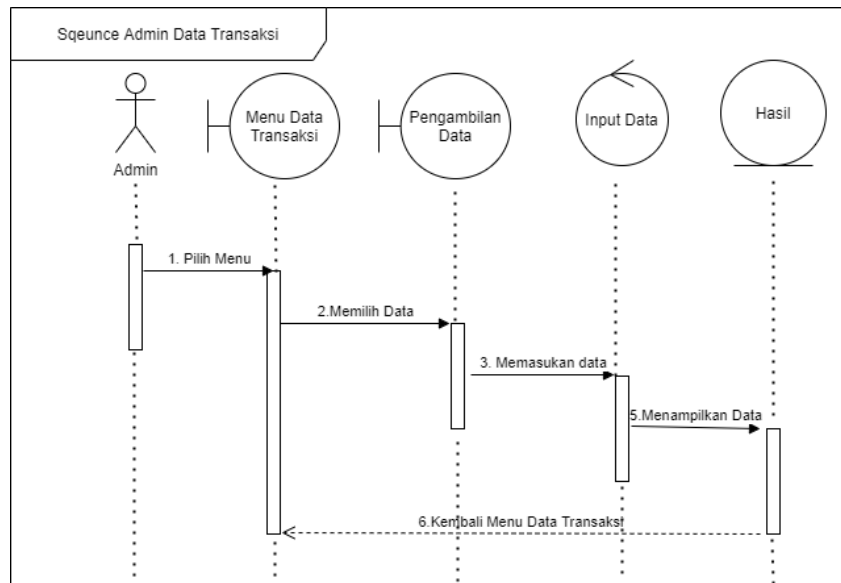 Sqeunce Admin Data Transaksi
Menu Data
Transaksi
Pengambilan
Data
Input Data
Hasil
Admin
1. Pilih Menu
2.Memilih Data
3. Memasukan data
5.Menampilkan Data
6.Kembali Menu Data Transaksi